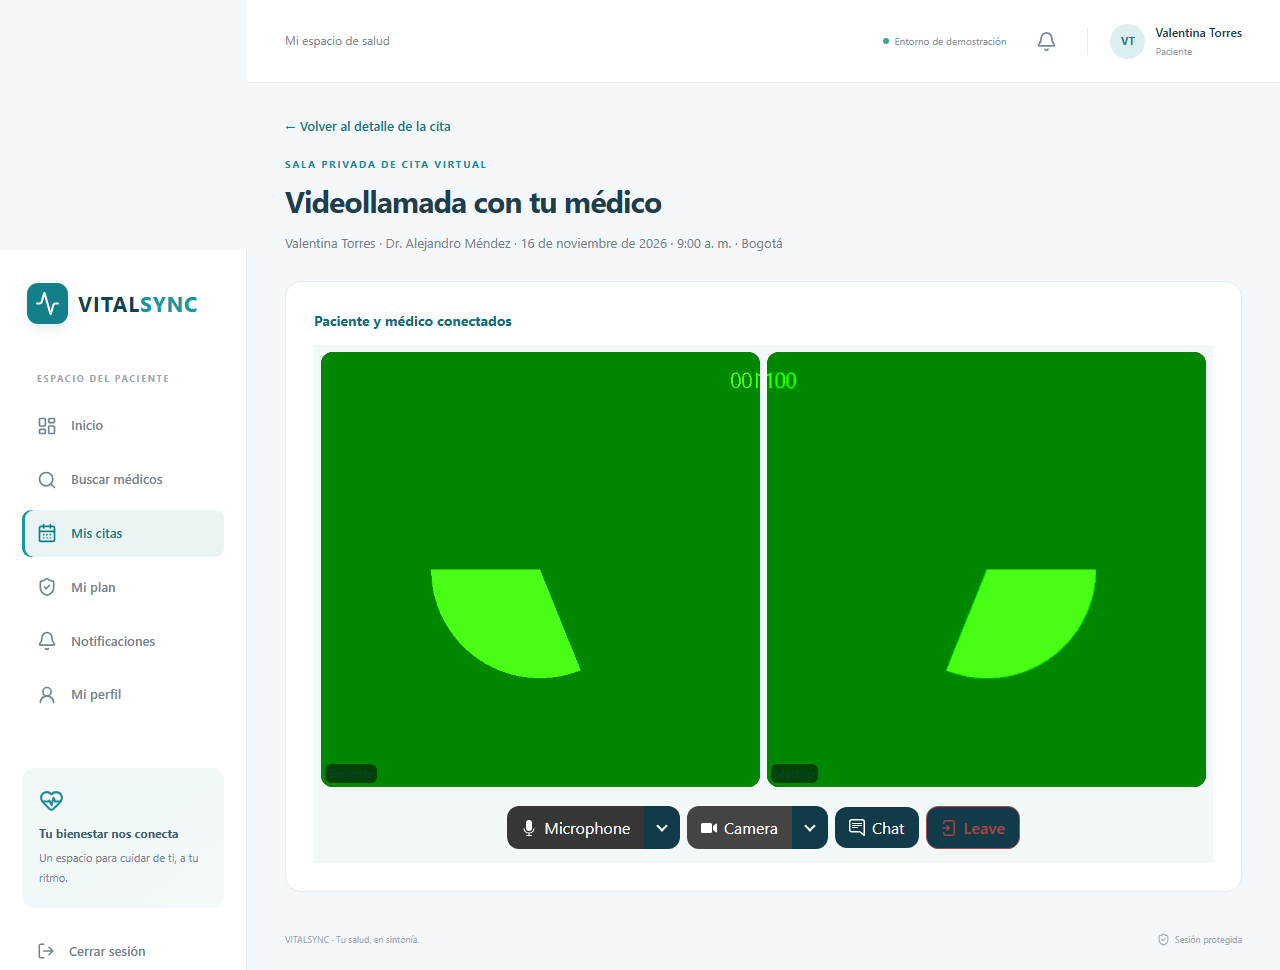 Mi espacio de salud
Entorno de demostración
VT
Valentina Torres
Paciente
← Volver al detalle de la cita
SALA PRIVADA DE CITA VIRTUAL
Videollamada con tu médico
Valentina Torres · Dr. Alejandro Méndez · 16 de noviembre de 2026 · 9:00 a. m. · Bogotá
VITALSYNC
ESPACIO DEL PACIENTE
Inicio
Buscar médicos
Mis citas
Mi plan
Notificaciones
Mi perfil
Tu bienestar nos conecta
Un espacio para cuidar de ti, a tu
ritmo.
Cerrar sesión
Paciente y médico conectados
Paciente
Médico
Microphone
Camera
Chat
Leave
VITALSYNC · Tu salud, en sintonía.
Sesión protegida